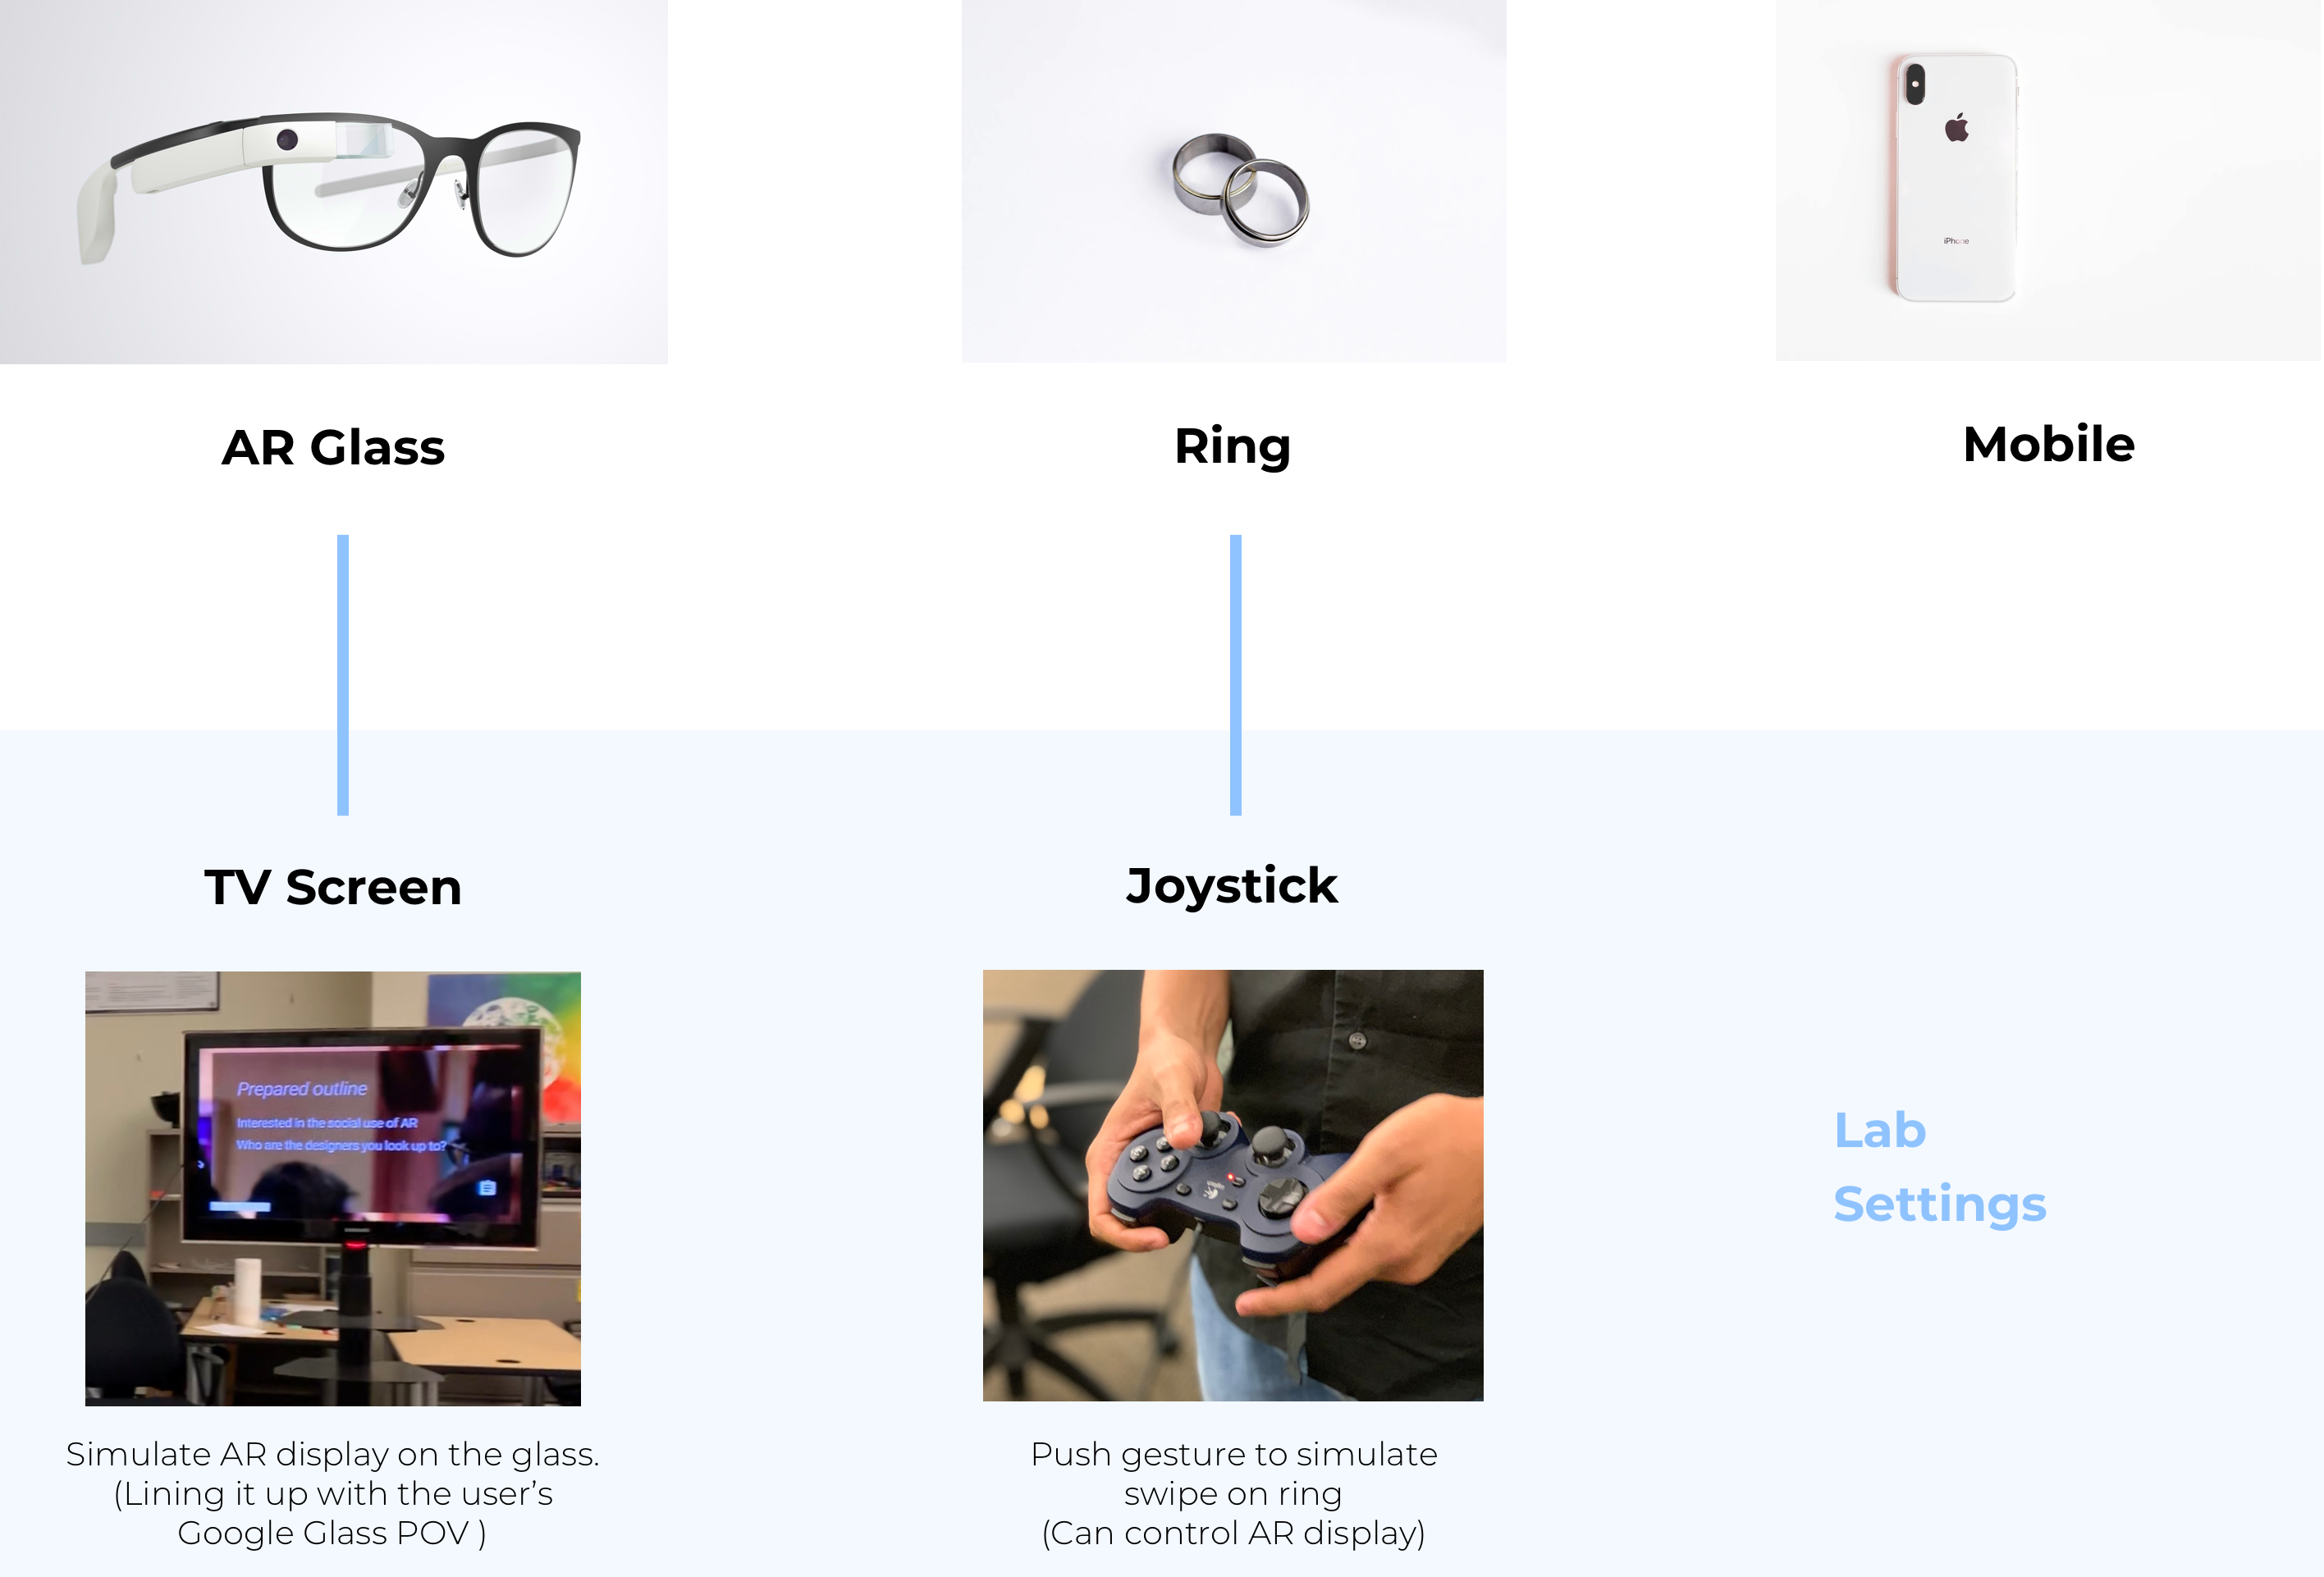 iPhone
AR Glass
Ring
Mobile
TV Screen
Joystick
Prepared outline
Interested in the social use of AR
Who are the designers you look up to?
Lab
Settings
Simulate AR display on the glass.
(Lining it up with the user’s
Google Glass POV )
Push gesture to simulate
swipe on ring
(Can control AR display)